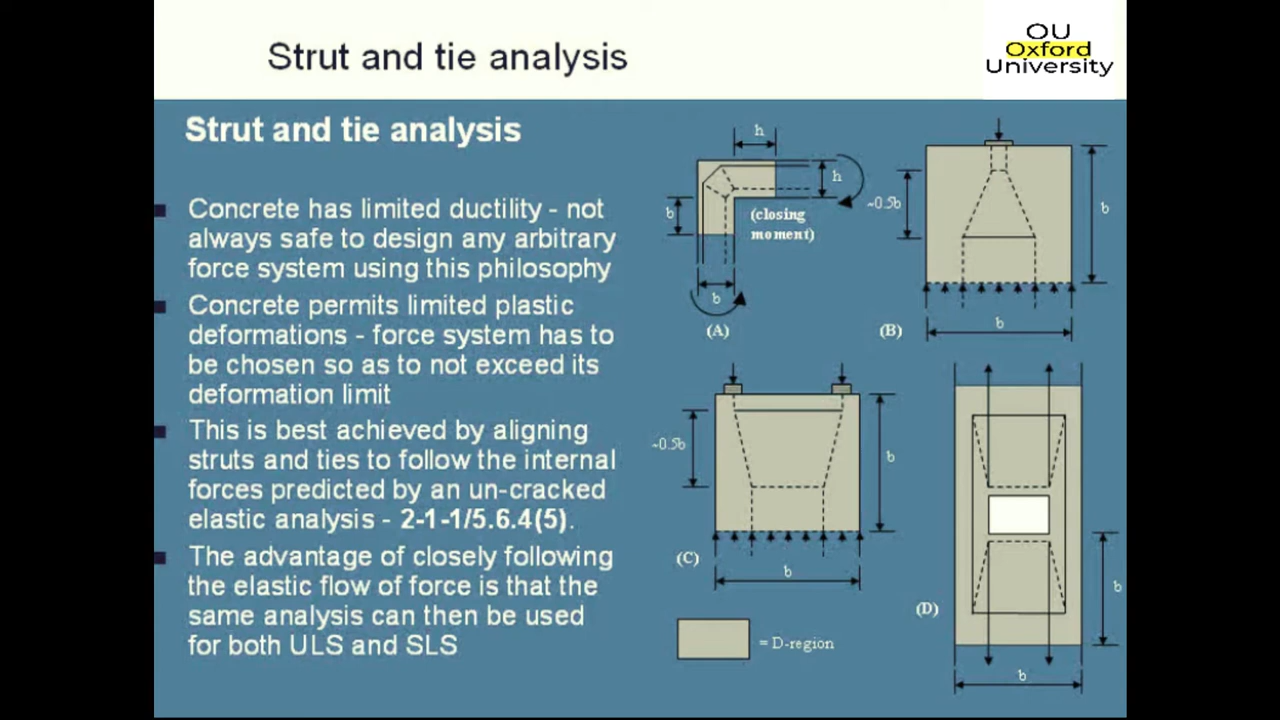 Strut and tie analysis
OU
Oxford
University
Strut and tie analysis
Concrete has limited ductility - not
always safe to design any arbitrary
force system using this philosophy
Concrete permits limited plastic
deformations - force system has to
be chosen so as to not exceed its
deformation limit
This is best achieved by aligning
struts and ties to follow the internal
forces predicted by an un-cracked
elastic analysis - 2-1-1/5.6.4(5).
The advantage of closely following
the elastic flow of force is that the
same analysis can then be used
for both ULS and SLS
h
h
b
(closing
moment)
b
(A)
~0.5b
b
b
(B)
~0.5b
b
b
(C)
b
b
(D)
= D-region